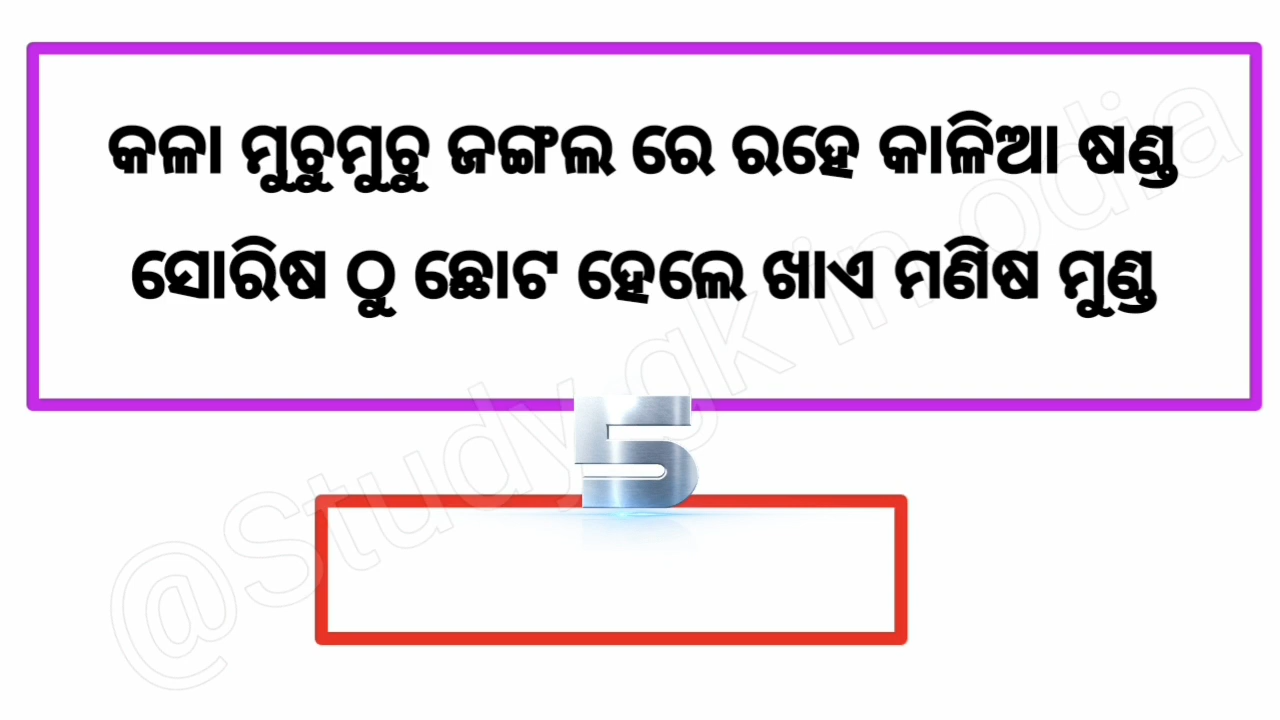 କଳା ମୁଚୁମୁଚୁ ଜଙ୍ଗଲ ରେ ରହେ କାଳିଆ ଷଣ୍ଢ
ସୋରିଷ ଠୁ ଛୋଟ ହେଲେ ଖାଏ ମଣିଷ ମୁଣ୍ଡ
5
@Study gk in odia